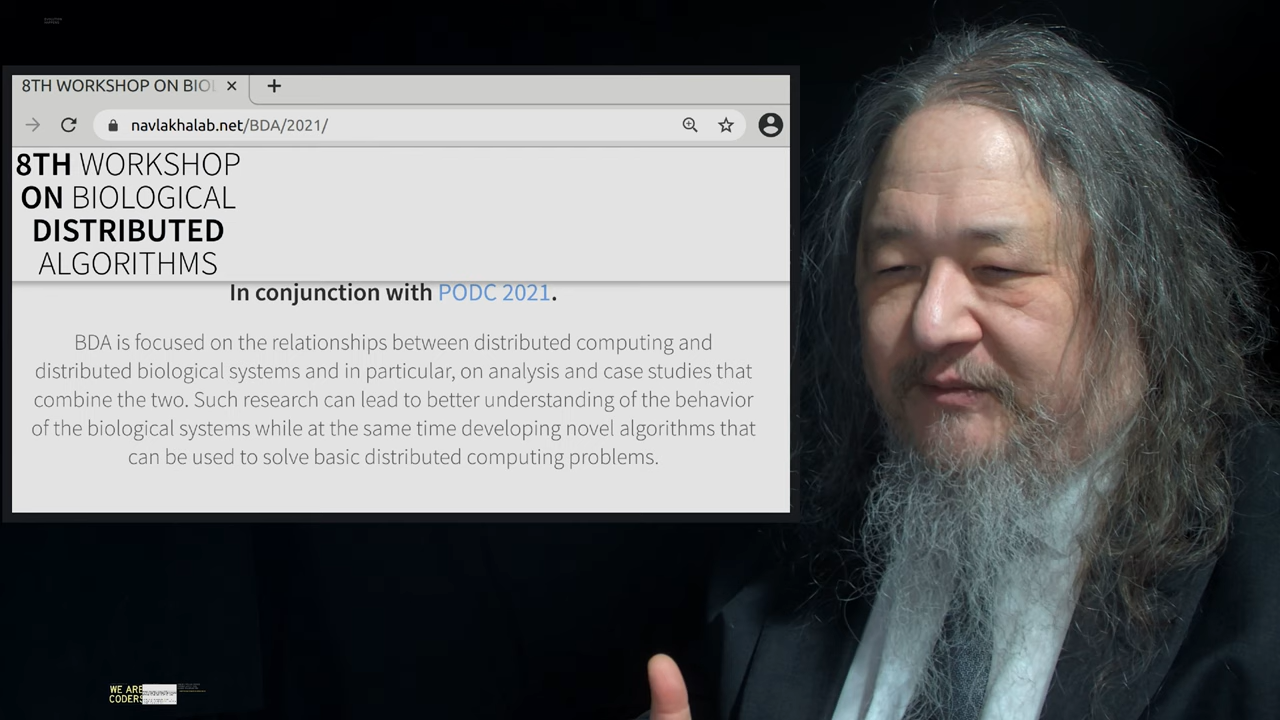 8TH WORKSHOP ON BIOL
navlakhalab.net/BDA/2021/
8TH WORKSHOP
ON BIOLOGICAL
DISTRIBUTED
ALGORITHMS
In conjunction with PODC 2021.
BDA is focused on the relationships between distributed computing and
distributed biological systems and in particular, on analysis and case studies that
combine the two. Such research can lead to better understanding of the behavior
of the biological systems while at the same time developing novel algorithms that
can be used to solve basic distributed computing problems.
WE ARE
CODERS